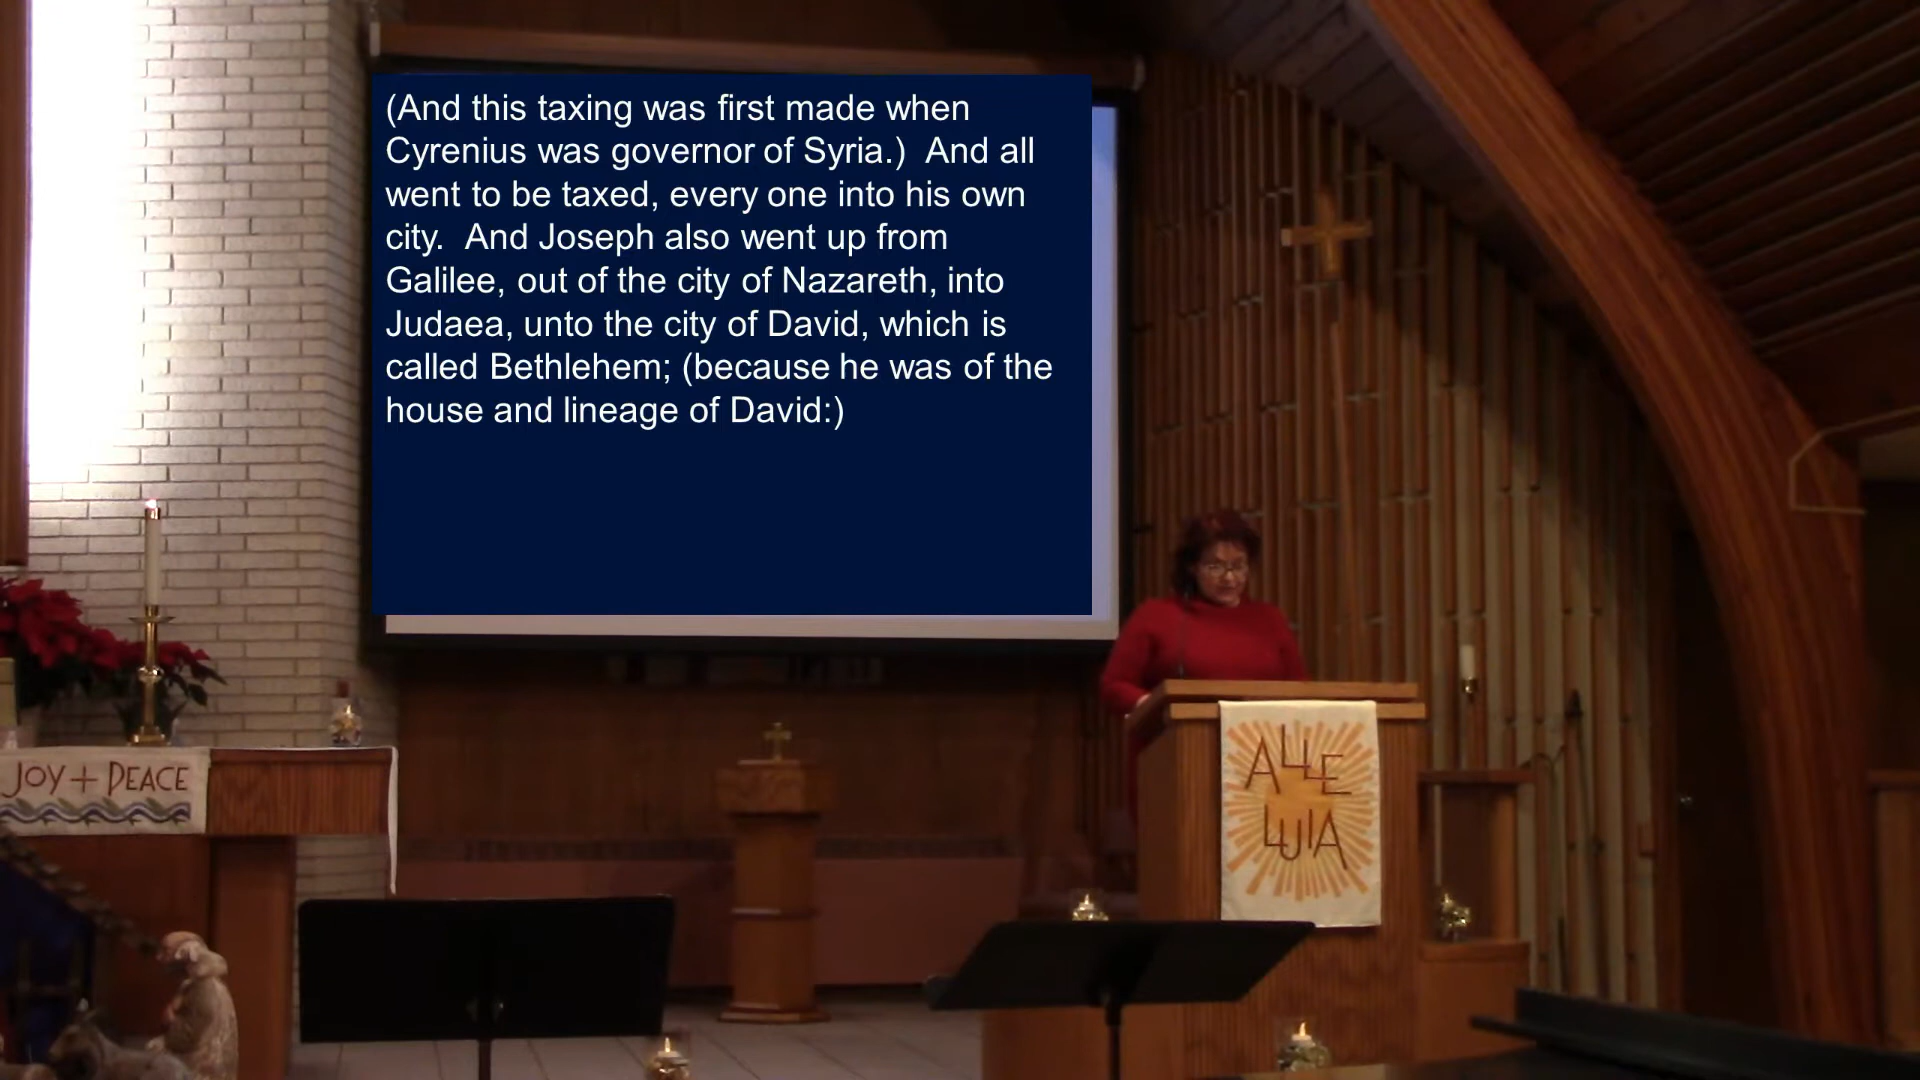 (And this taxing was first made when
Cyrenius was governor of Syria.)  And all
went to be taxed, every one into his own
city.  And Joseph also went up from
Galilee, out of the city of Nazareth, into
Judaea, unto the city of David, which is
called Bethlehem; (because he was of the
house and lineage of David:)
JOY + PEACE
ALLE
LUIA